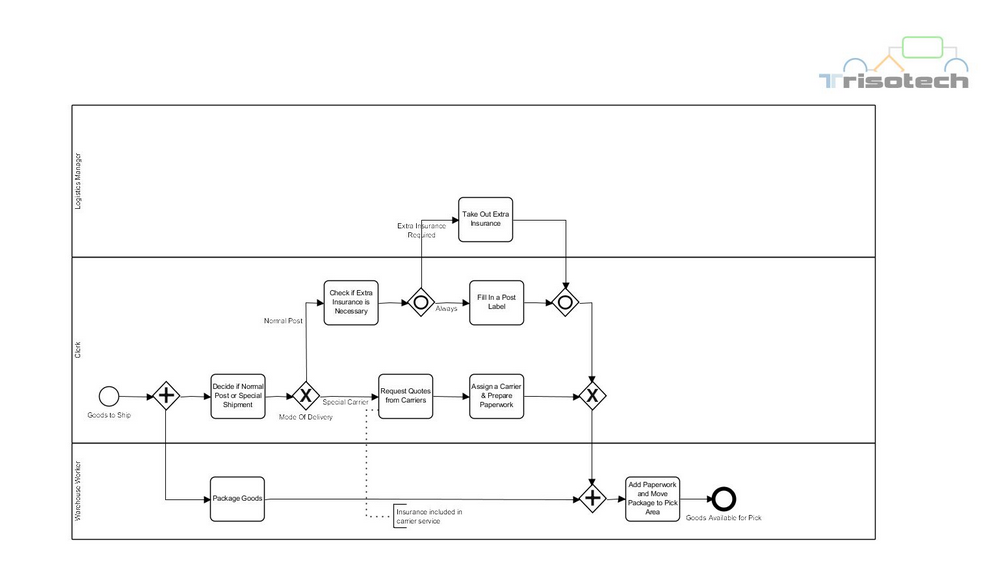 Trisotech
Logistics Manager
Take Out Extra
Insurance
Extra Insurance
Required
Clerk
Check if Extra
Insurance is
Necessary
Always
Fill In a Post
Label
Normal Post
Goods to Ship
Decide if Normal
Post or Special
Shipment
X
Mode Of Delivery
Special Carrier
Request Quotes
from Carriers
Assign a Carrier
& Prepare
Paperwork
X
Warehouse Worker
Package Goods
Insurance included in
carrier service
Add Paperwork
and Move
Package to Pick
Area
Goods Available for Pick